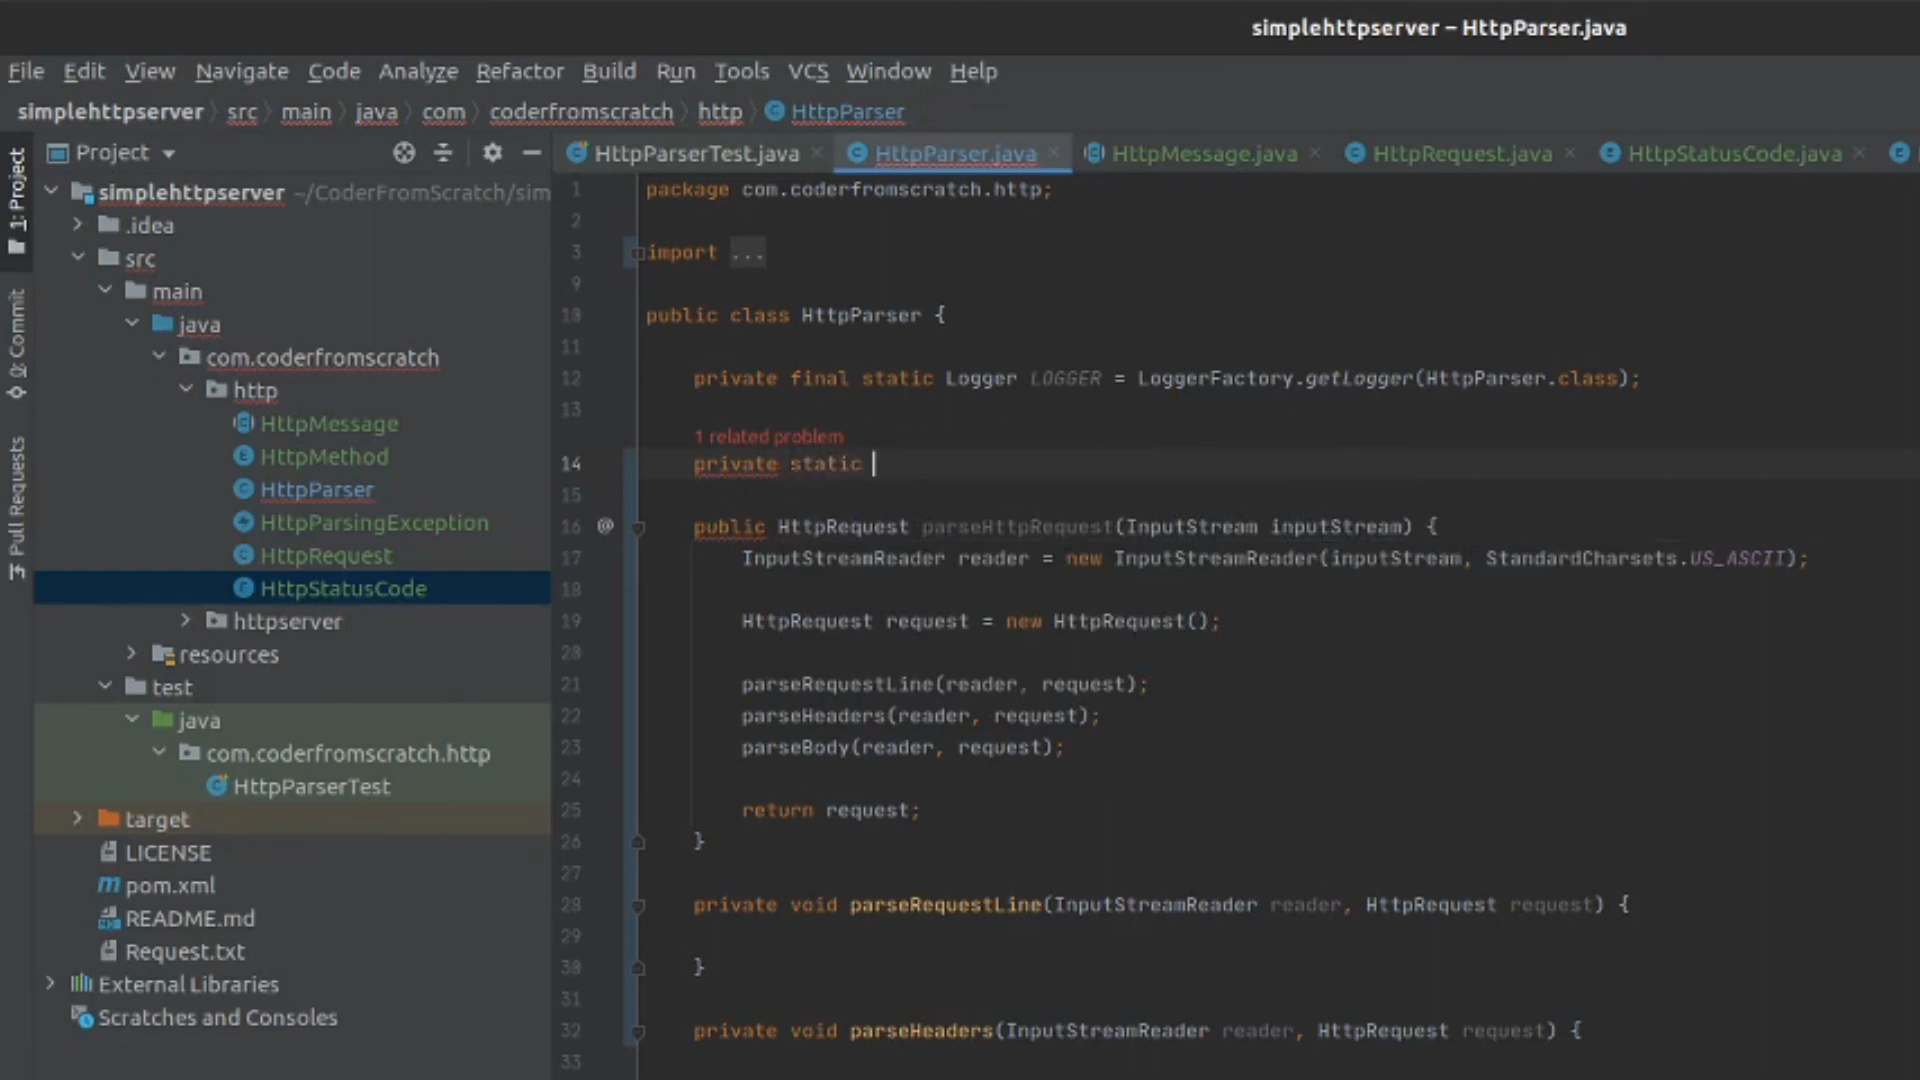 simplehttpserver – HttpParser.java
File Edit View Navigate Code Analyze Refactor Build Run Tools VCS Window Help
simplehttpserver src main java com coderfromscratch http HttpParser
1: Project
0: Commit
Pull Requests
Project
simplehttpserver ~/CoderFromScratch/sim
.idea
src
main
java
com.coderfromscratch
http
HttpMessage
HttpMethod
HttpParser
HttpParsingException
HttpRequest
HttpStatusCode
httpserver
resources
test
java
com.coderfromscratch.http
HttpParserTest
target
LICENSE
pom.xml
README.md
Request.txt
External Libraries
Scratches and Consoles
HttpParserTest.java HttpParser.java HttpMessage.java HttpRequest.java HttpStatusCode.java
1 package com.coderfromscratch.http;
2
3 import ...
9
10 public class HttpParser {
11
12 private final static Logger LOGGER = LoggerFactory.getLogger(HttpParser.class);
13
1 related problem
14 private static
15
16 @ public HttpRequest parseHttpRequest(InputStream inputStream) {
17 InputStreamReader reader = new InputStreamReader(inputStream, StandardCharsets.US_ASCII);
18
19 HttpRequest request = new HttpRequest();
20
21 parseRequestLine(reader, request);
22 parseHeaders(reader, request);
23 parseBody(reader, request);
24
25 return request;
26 }
27
28 private void parseRequestLine(InputStreamReader reader, HttpRequest request) {
29
30 }
31
32 private void parseHeaders(InputStreamReader reader, HttpRequest request) {
33